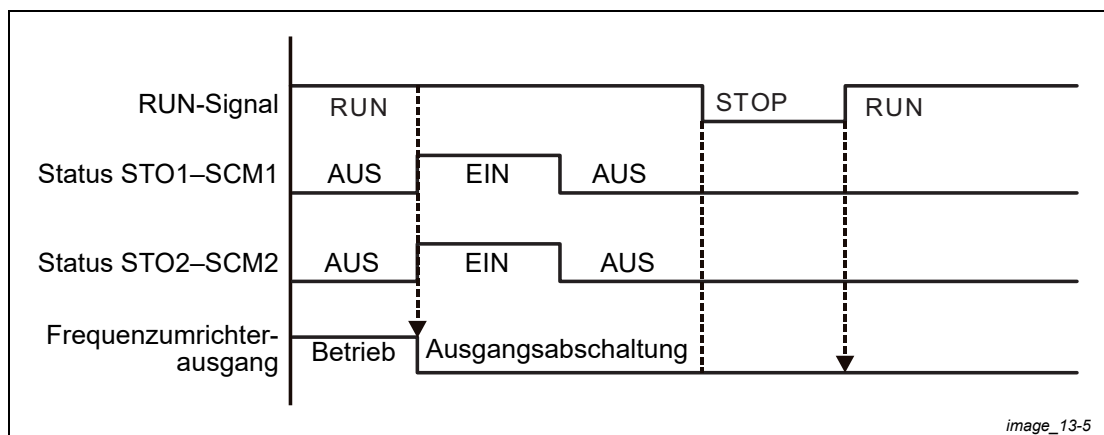 RUN-Signal RUN STOP RUN
Status STO1–SCM1 AUS EIN AUS
Status STO2–SCM2 AUS EIN AUS
Frequenzumrichter-
ausgang Betrieb Ausgangsabschaltung
image_13-5